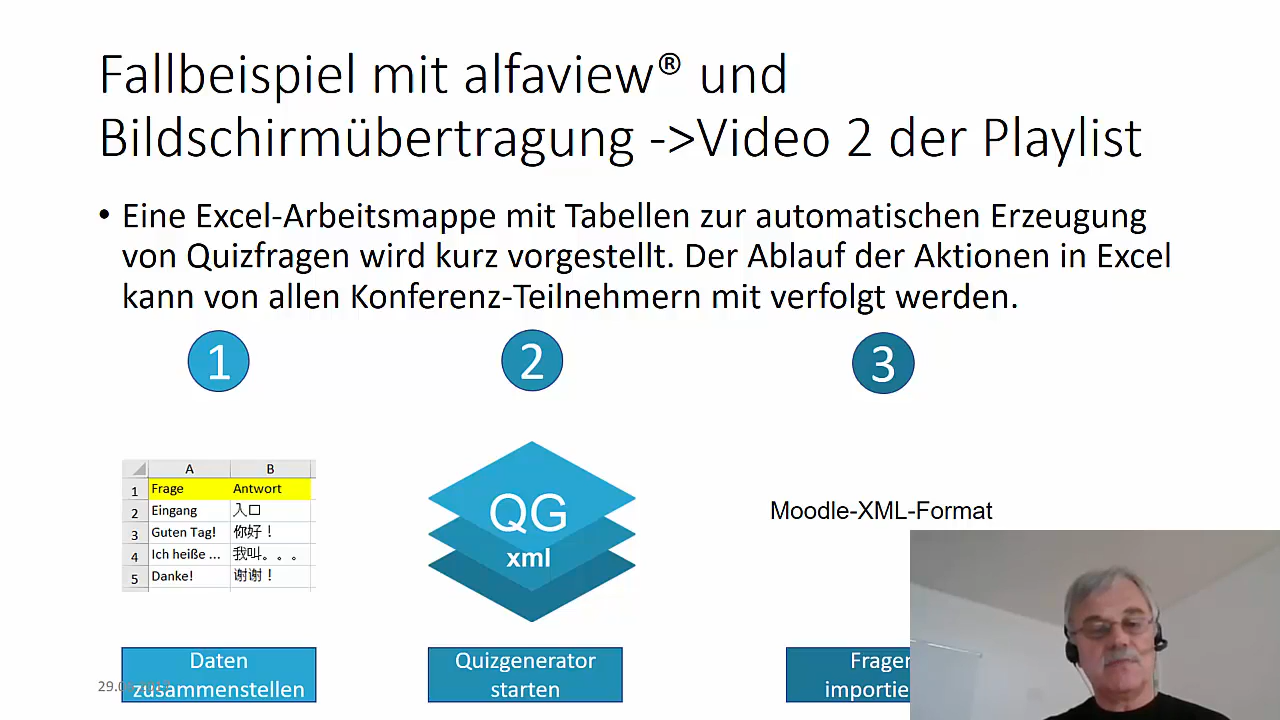 Fallbeispiel mit alfaview® und
Bildschirmübertragung ->Video 2 der Playlist
• Eine Excel-Arbeitsmappe mit Tabellen zur automatischen Erzeugung
von Quizfragen wird kurz vorgestellt. Der Ablauf der Aktionen in Excel
kann von allen Konferenz-Teilnehmern mit verfolgt werden.
1 2 3
A B
1 Frage Antwort
2 Eingang 入口
3 Guten Tag! 你好！
4 Ich heiße ... 我叫。。。
5 Danke! 谢谢！
QG
xml
Moodle-XML-Format
Daten
zusammenstellen
Quizgenerator
starten
Fragen
importie